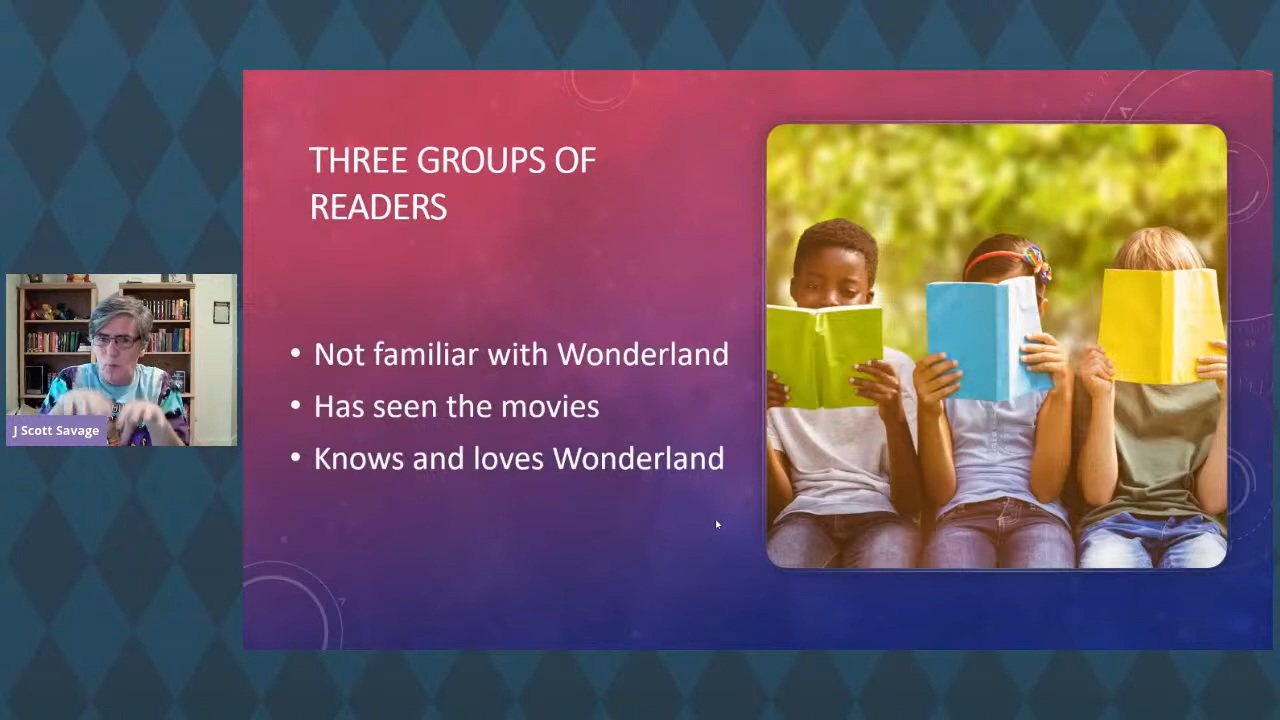 THREE GROUPS OF
READERS
• Not familiar with Wonderland
• Has seen the movies
• Knows and loves Wonderland
J Scott Savage